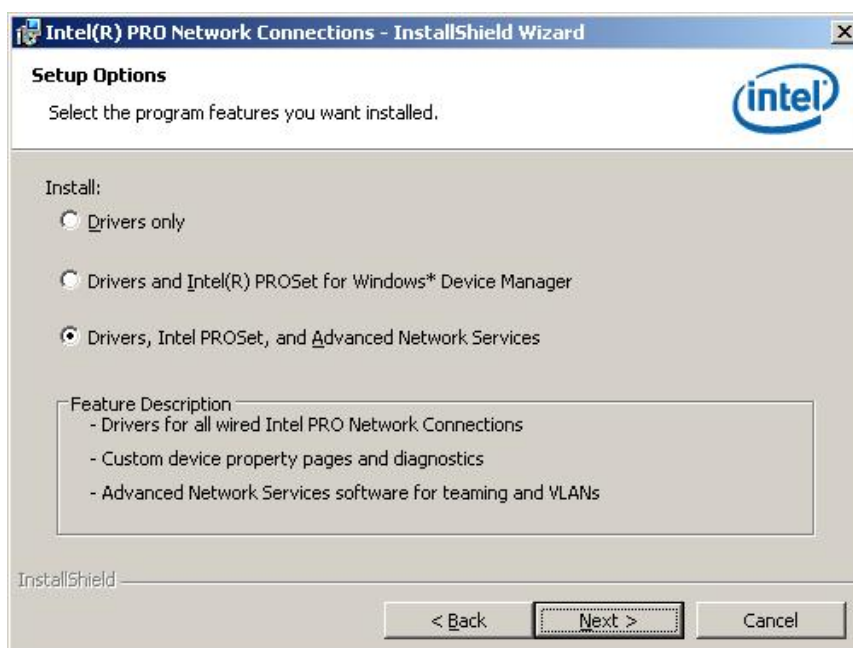 Intel(R) PRO Network Connections - InstallShield Wizard
Setup Options
Select the program features you want installed.
intel
Install:
Drivers only
Drivers and Intel(R) PROSet for Windows* Device Manager
Drivers, Intel PROSet, and Advanced Network Services
Feature Description
- Drivers for all wired Intel PRO Network Connections
- Custom device property pages and diagnostics
- Advanced Network Services software for teaming and VLANs
InstallShield
< Back Next > Cancel